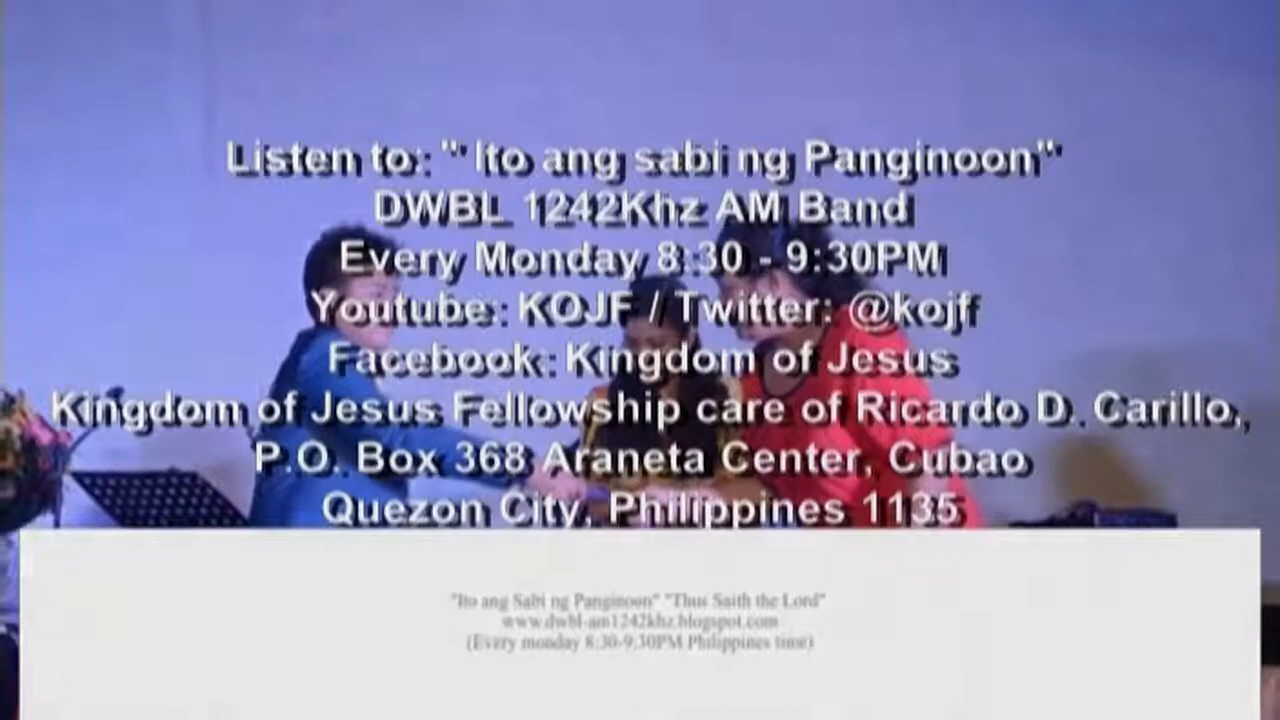 Listen to: "' Ito ang sabi ng Panginoon"'
DWBL 1242Khz AM Band
Every Monday 8:30 - 9:30PM
Youtube: KOJF / Twitter: @kojff
Facebook: Kingdom of Jesus
Kingdom of Jesus Fellowship care of Ricardo D. Carillo,,
P.O. Box 368 Araneta Center, Cubao
Quezon City, Philippines 1135
"Ito ang Sabi ng Panginoon" "Thus Saith the Lord"
www.dwbl-am1242khz.blogspot.com
(Every monday 8:30-9:30PM Philippines time)